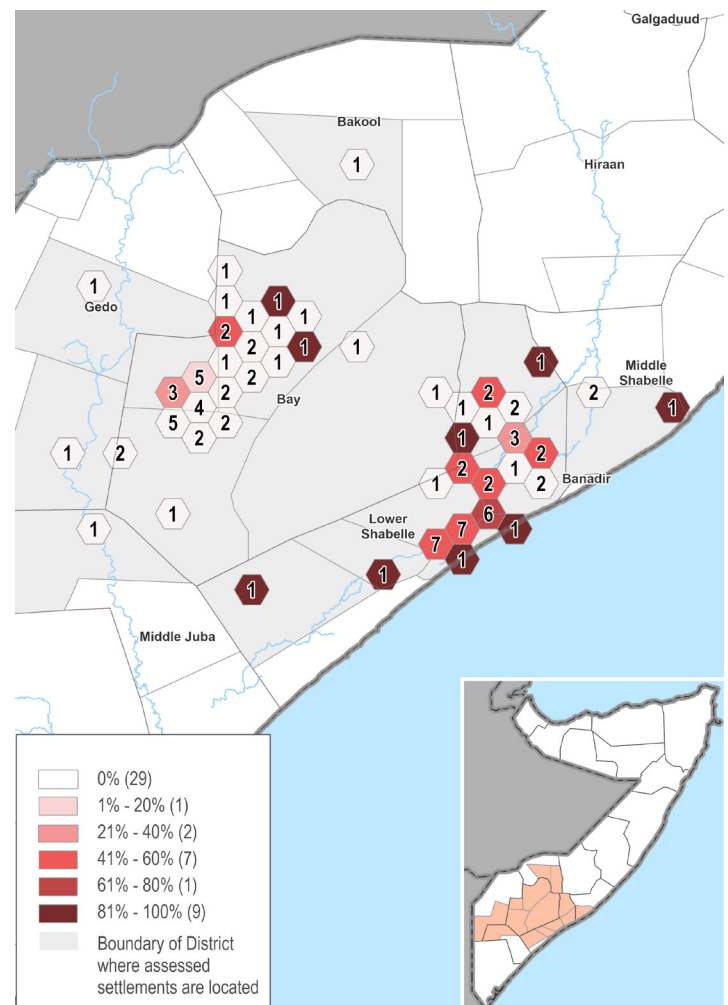 Galgaduud
Bakool
1
Hiraan
1
1
Gedo
1
1
1
1
2
1
2
1
1
1
1
Middle
Shabelle
5
1
2
3
2
1
2
2
1
4
Bay
1
1
5
2
1
3
2
1
2
2
2
1
1
2
2
Banadir
1
6
1
Lower
Shabelle
7
1
7
1
1
1
Middle Juba
0% (29)
1% - 20% (1)
21% - 40% (2)
41% - 60% (7)
61% - 80% (1)
81% - 100% (9)
Boundary of District
where assessed
settlements are located